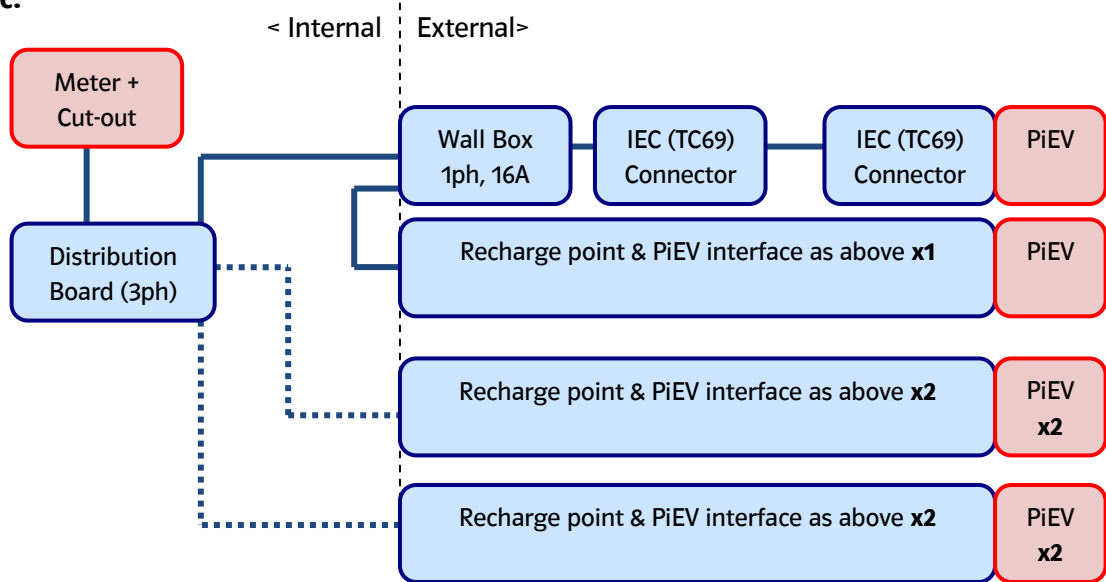 c.
< Internal
External>
Meter +
Cut-out
Distribution
Board (3ph)
Wall Box
1ph, 16A
IEC (TC69)
Connector
IEC (TC69)
Connector
PiEV
Recharge point & PiEV interface as above x1
PiEV
Recharge point & PiEV interface as above x2
PiEV
x2
Recharge point & PiEV interface as above x2
PiEV
x2